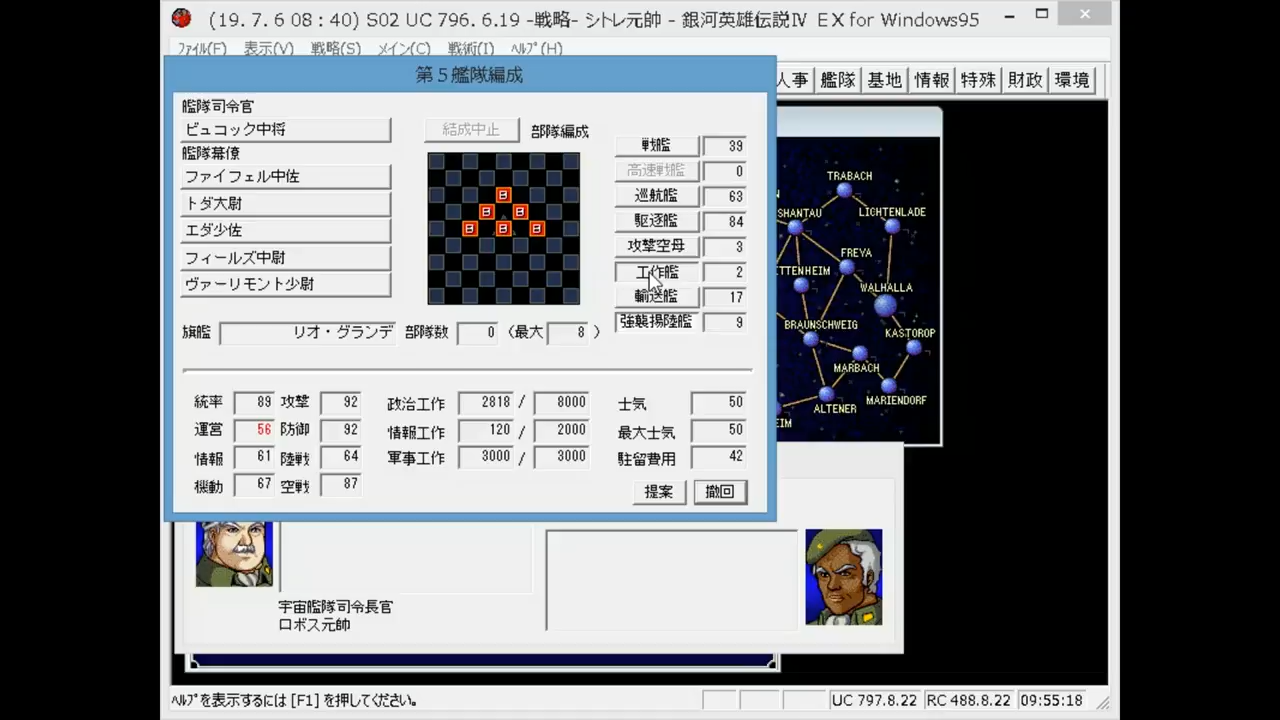 (19. 7. 6 08 : 40) S02 UC 796. 6.19 -戦略- シトレ元帥 - 銀河英雄伝説Ⅳ EX for Windows95
ﾌｧｲﾙ(F) 表示(V) 戦略(S) メイン(C) 戦術(I) ﾍﾙﾌﾟ(H)
人事 艦隊 基地 情報 特殊 財政 環境
第５艦隊編成
艦隊司令官
ビュコック中将
艦隊幕僚
ファイフェル中佐
トダ大尉
エダ少佐
フィールズ中尉
ヴァーリモント少尉
結成中止 部隊編成
B
B B
B B B
戦艦 39
高速戦艦 0
巡航艦 63
駆逐艦 84
攻撃空母 3
工作艦 2
輸送艦 17
強襲揚陸艦 9
旗艦 リオ・グランデ 部隊数 0 (最大 8 )
統率 89 攻撃 92 政治工作 2818 / 8000 士気 50
運営 56 防御 92 情報工作 120 / 2000 最大士気 50
情報 61 陸戦 64 軍事工作 3000 / 3000 駐留費用 42
機動 67 空戦 87
提案 撤回
TRABACH
SHANTAU
LICHTENLADE
FREYA
TTENHEIM
WALHALLA
BRAUNSCHWEIG
KASTOROP
MARBACH
MARIENDORF
ALTENER
EIM
宇宙艦隊司令長官
ロボス元帥
ﾍﾙﾌﾟを表示するには [F1] を押してください。
UC 797.8.22 RC 488.8.22 09:55:18